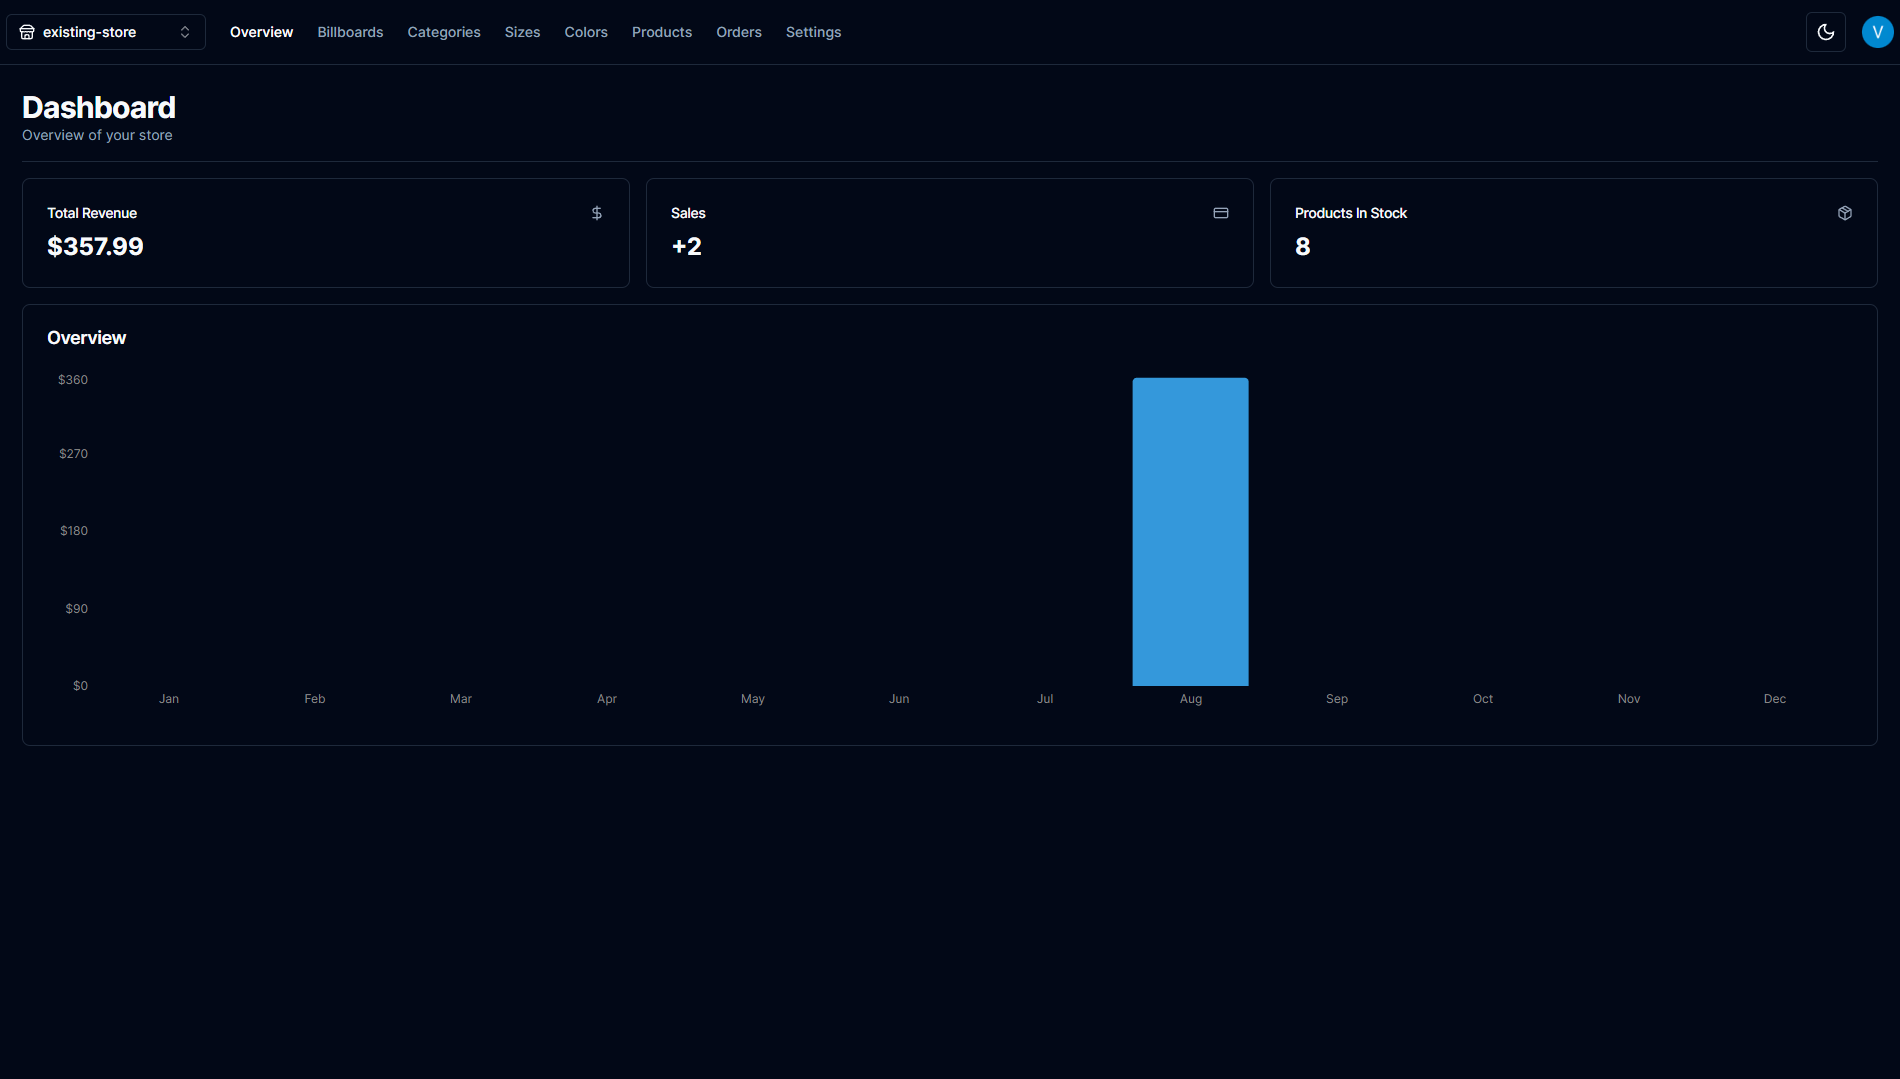 existing-store Overview Billboards Categories Sizes Colors Products Orders Settings V
Dashboard
Overview of your store
Total Revenue
$357.99
Sales
+2
Products In Stock
8
Overview
$360
$270
$180
$90
$0
Jan Feb Mar Apr May Jun Jul Aug Sep Oct Nov Dec